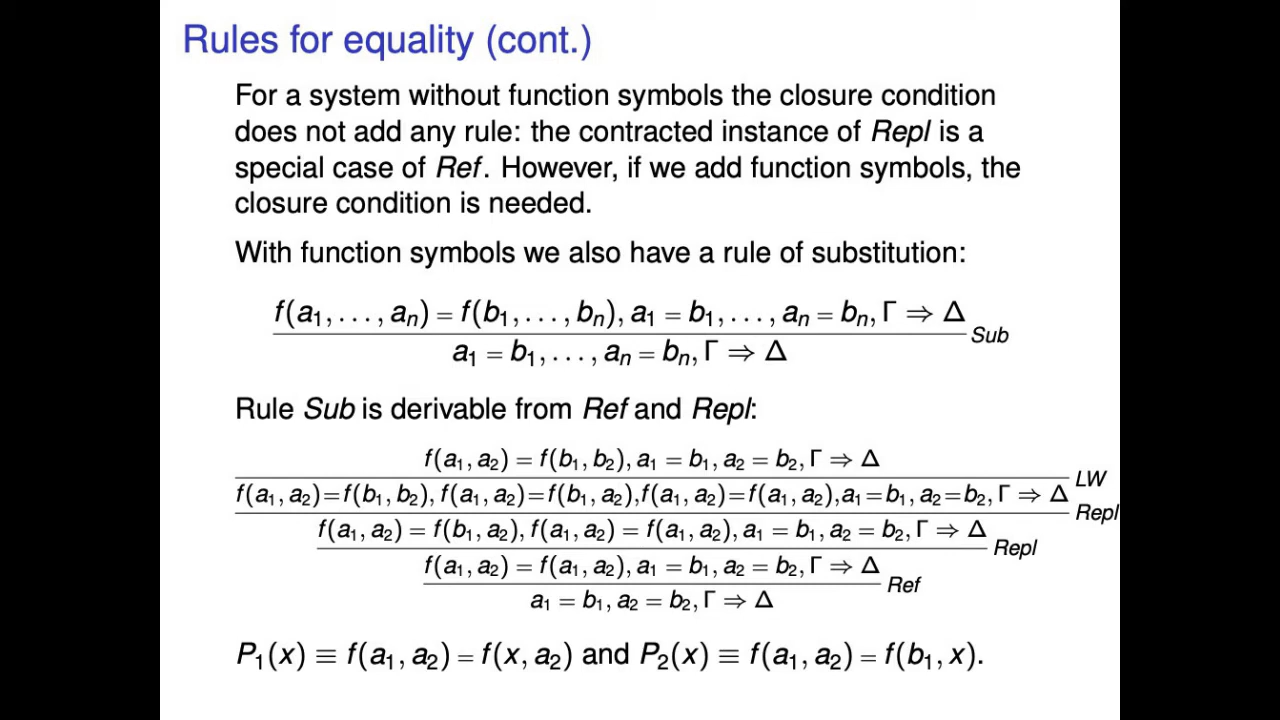 Rules for equality (cont.)
For a system without function symbols the closure condition
does not add any rule: the contracted instance of Repl is a
special case of Ref. However, if we add function symbols, the
closure condition is needed.
With function symbols we also have a rule of substitution:
f(a₁, . . . , aₙ) = f(b₁, . . . , bₙ), a₁ = b₁, . . . , aₙ = bₙ, Γ ⇒ Δ
Sub
a₁ = b₁, . . . , aₙ = bₙ, Γ ⇒ Δ
Rule Sub is derivable from Ref and Repl:
f(a₁, a₂) = f(b₁, b₂), a₁ = b₁, a₂ = b₂, Γ ⇒ Δ
LW
f(a₁, a₂)=f(b₁, b₂), f(a₁, a₂)=f(b₁, a₂),f(a₁, a₂)=f(a₁, a₂),a₁=b₁, a₂=b₂, Γ ⇒ Δ
Repl
f(a₁, a₂) = f(b₁, a₂), f(a₁, a₂) = f(a₁, a₂), a₁ = b₁, a₂ = b₂, Γ ⇒ Δ
Repl
f(a₁, a₂) = f(a₁, a₂), a₁ = b₁, a₂ = b₂, Γ ⇒ Δ
Ref
a₁ = b₁, a₂ = b₂, Γ ⇒ Δ
P₁(x) ≡ f(a₁, a₂) = f(x, a₂) and P₂(x) ≡ f(a₁, a₂) = f(b₁, x).